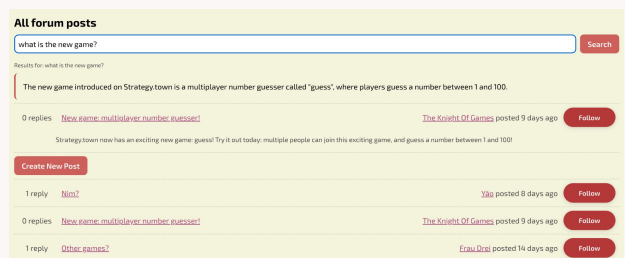 All forum posts
what is the new game?
Search
Results for: what is the new game?
The new game introduced on Strategy.town is a multiplayer number guesser called "guess", where players guess a number between 1 and 100.
0 replies New game: multiplayer number guesser! The Knight Of Games posted 9 days ago Follow
Strategy.town now has an exciting new game: guess! Try it out today: multiple people can join this exciting game, and guess a number between 1 and 100!
Create New Post
1 reply Nim? Yāo posted 8 days ago Follow
0 replies New game: multiplayer number guesser! The Knight Of Games posted 9 days ago Follow
1 reply Other games? Frau Drei posted 14 days ago Follow